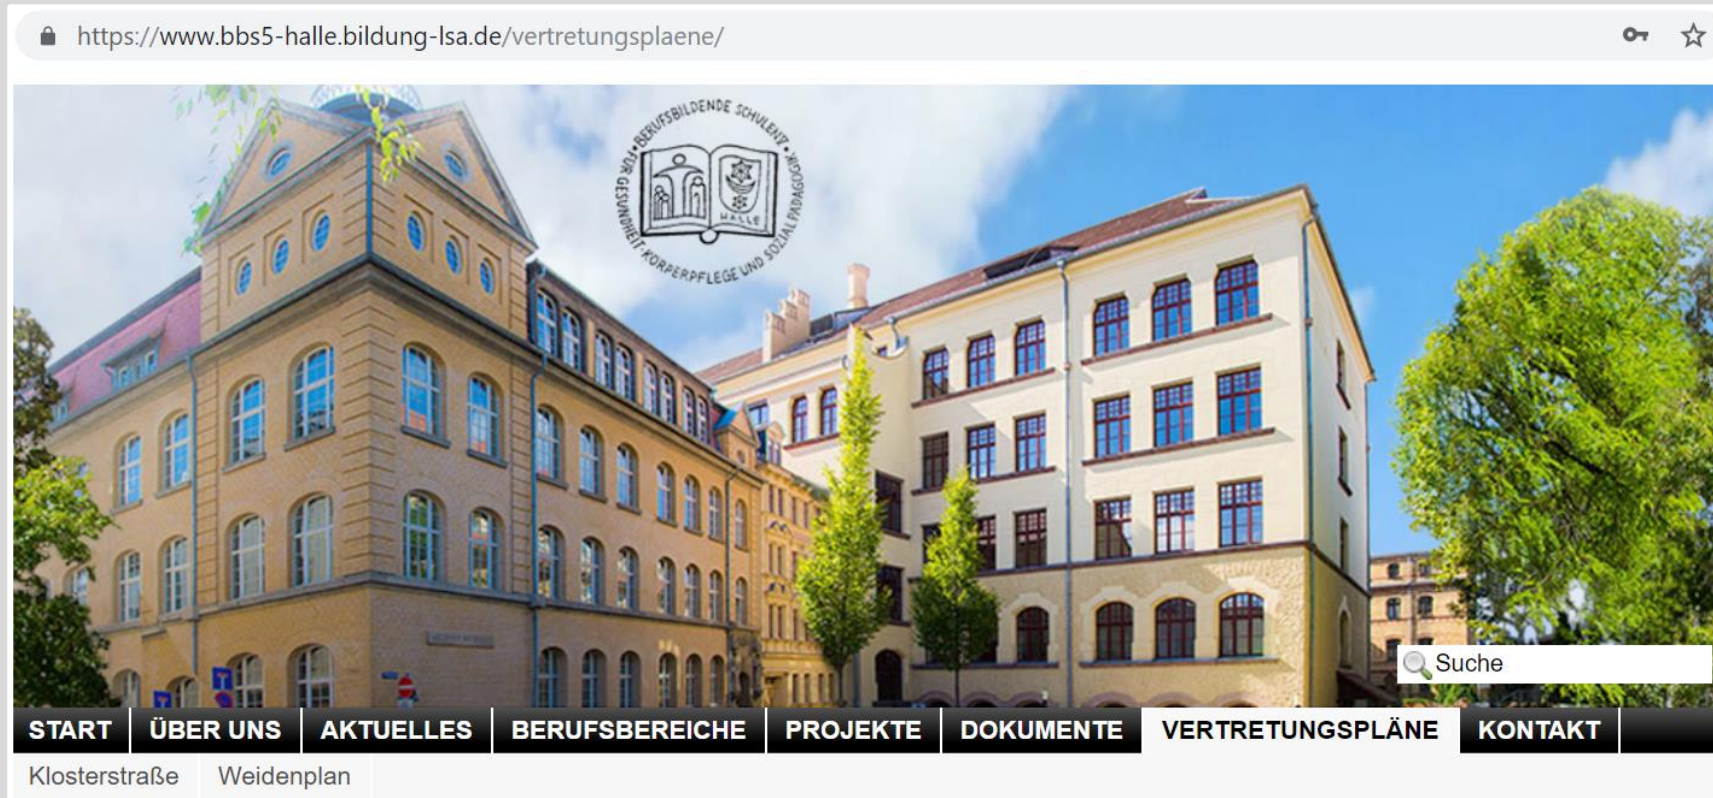 https://www.bbs5-halle.bildung-lsa.de/vertretungsplaene/
BERUFSBILDENDE SCHULEN V • FÜR GESUNDHEIT • KÖRPERPFLEGE UND SOZIALPÄDAGOGIK •
HALLE
Suche
START ÜBER UNS AKTUELLES BERUFSBEREICHE PROJEKTE DOKUMENTE VERTRETUNGSPLÄNE KONTAKT
Klosterstraße Weidenplan